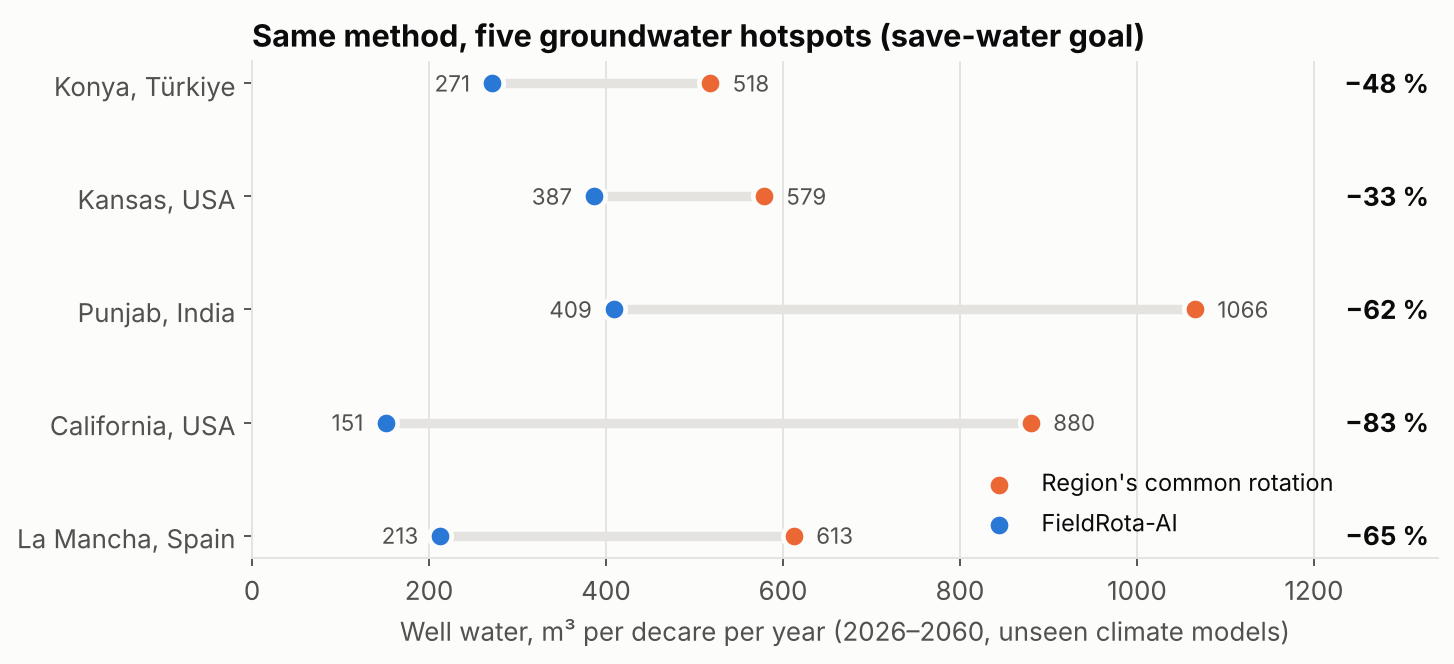 Same method, five groundwater hotspots (save-water goal)
Konya, Türkiye 271 518 −48 %
Kansas, USA 387 579 −33 %
Punjab, India 409 1066 −62 %
California, USA 151 880 −83 %
Region's common rotation
FieldRota-AI
La Mancha, Spain 213 613 −65 %
0 200 400 600 800 1000 1200
Well water, m³ per decare per year (2026–2060, unseen climate models)